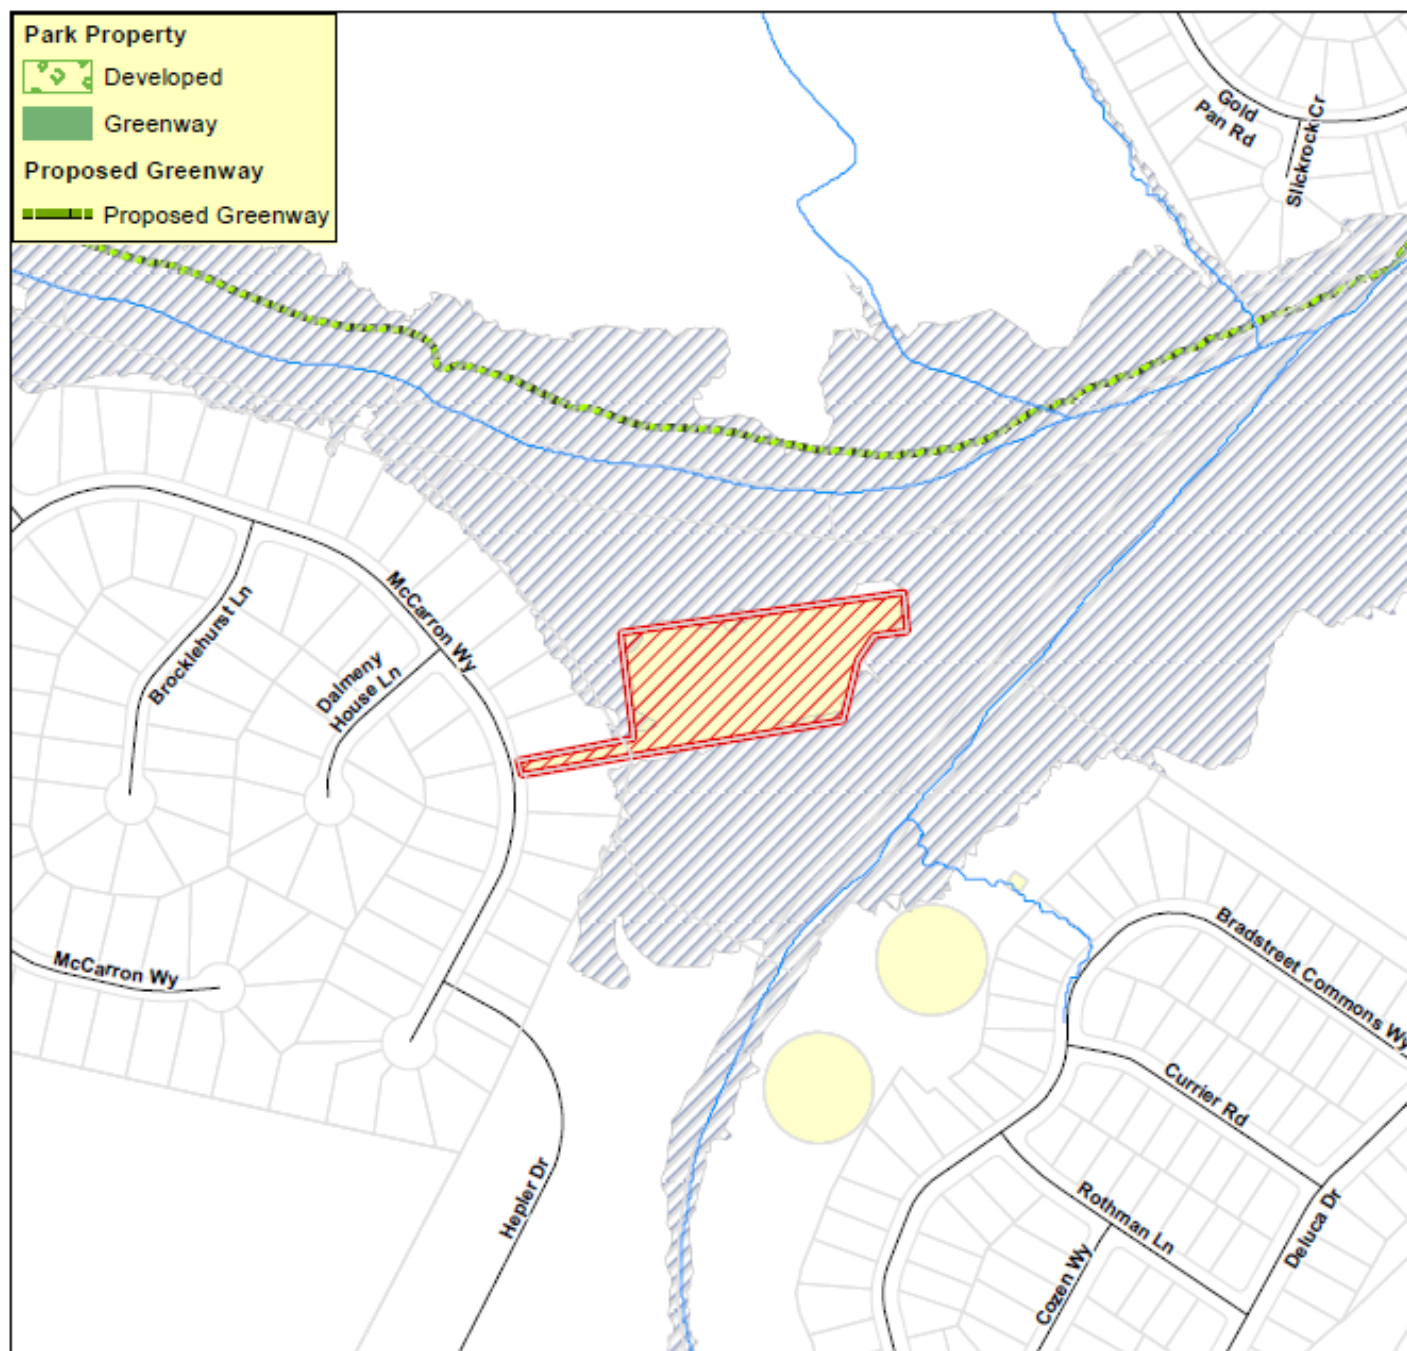 Park Property
Developed
Greenway
Proposed Greenway
Proposed Greenway
Gold
Pan Rd
Slickrock Cr
McCarron Wy
Brocklehurst Ln
Dalmeny
House Ln
McCarron Wy
Bradstreet Commons Wy
Currier Rd
Hepler Dr
Rothman Ln
Deluca Dr
Cozen Wy